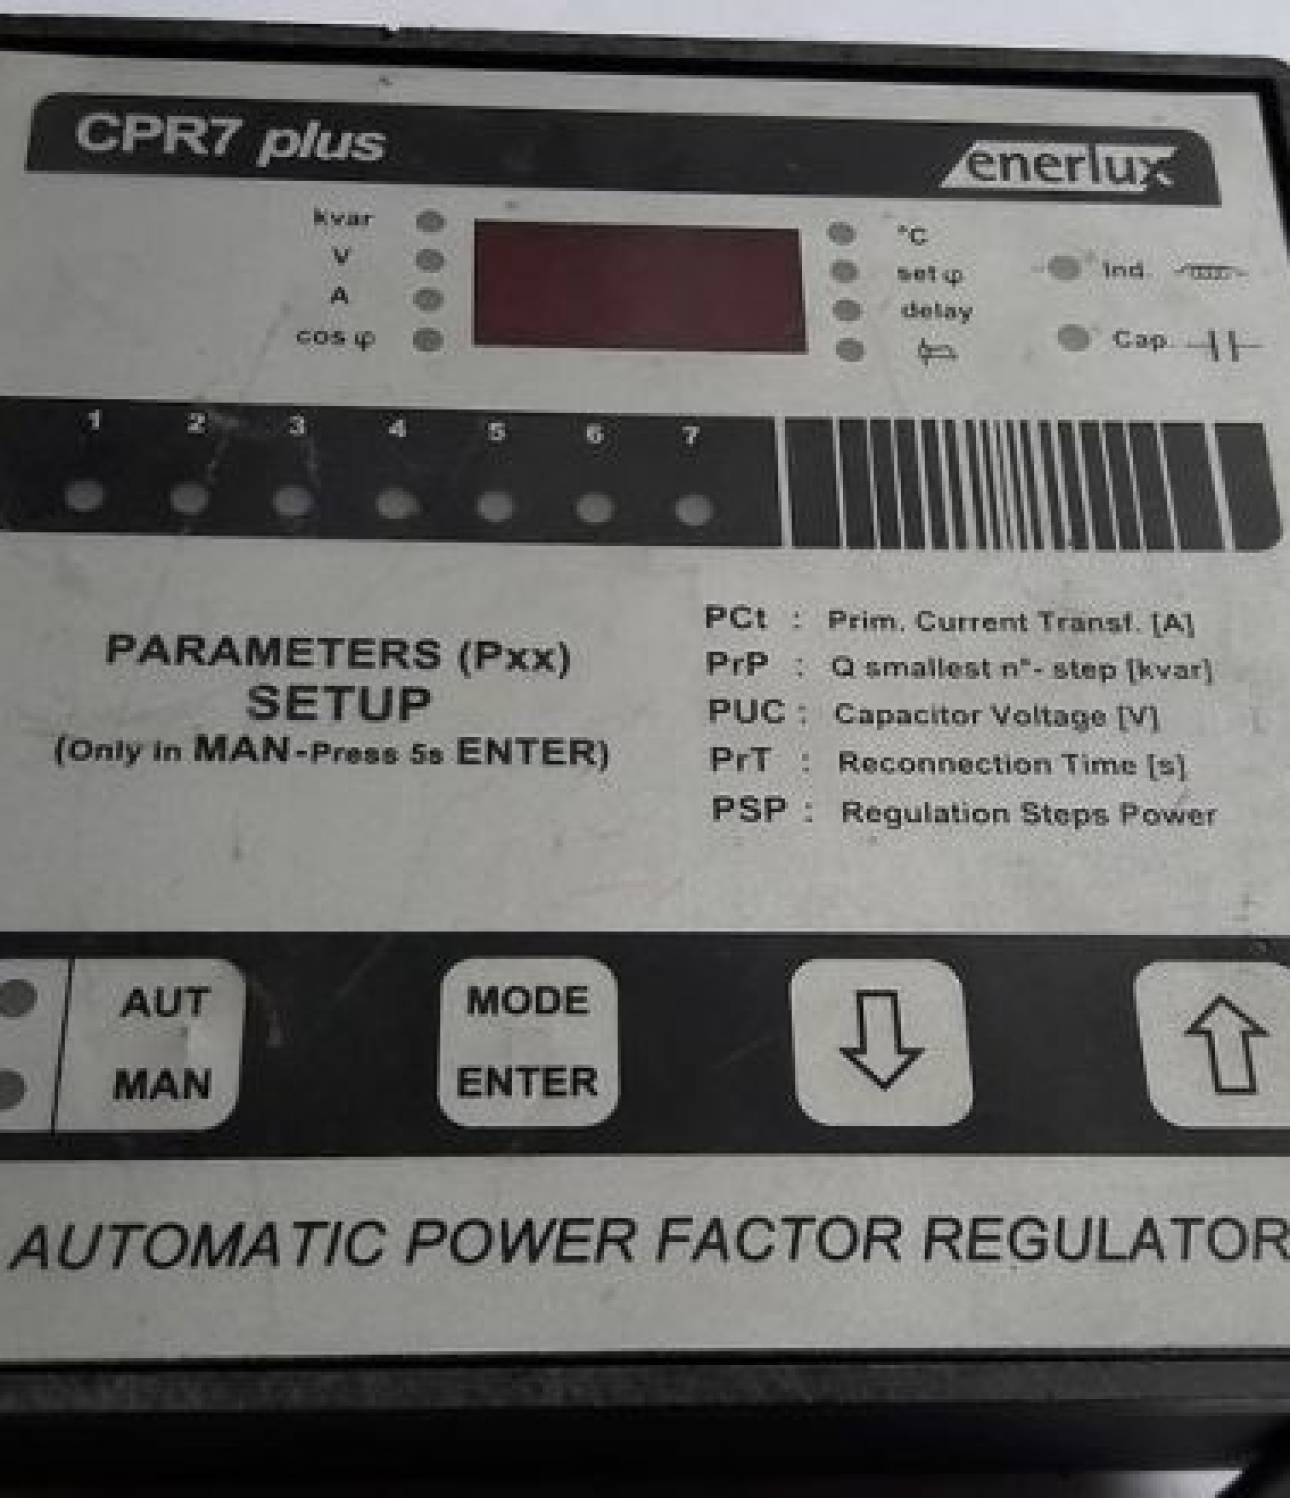 CPR7 plus
enerlux
kvar
V
A
cos φ
°C
set φ
delay
Ind.
Cap.
1 2 3 4 5 6 7
PARAMETERS (Pxx)
SETUP
(Only in MAN-Press 5s ENTER)
PCt : Prim. Current Transf. [A]
PrP : Q smallest n°- step [kvar]
PUC : Capacitor Voltage [V]
PrT : Reconnection Time [s]
PSP : Regulation Steps Power
AUT
MAN
MODE
ENTER
AUTOMATIC POWER FACTOR REGULATOR